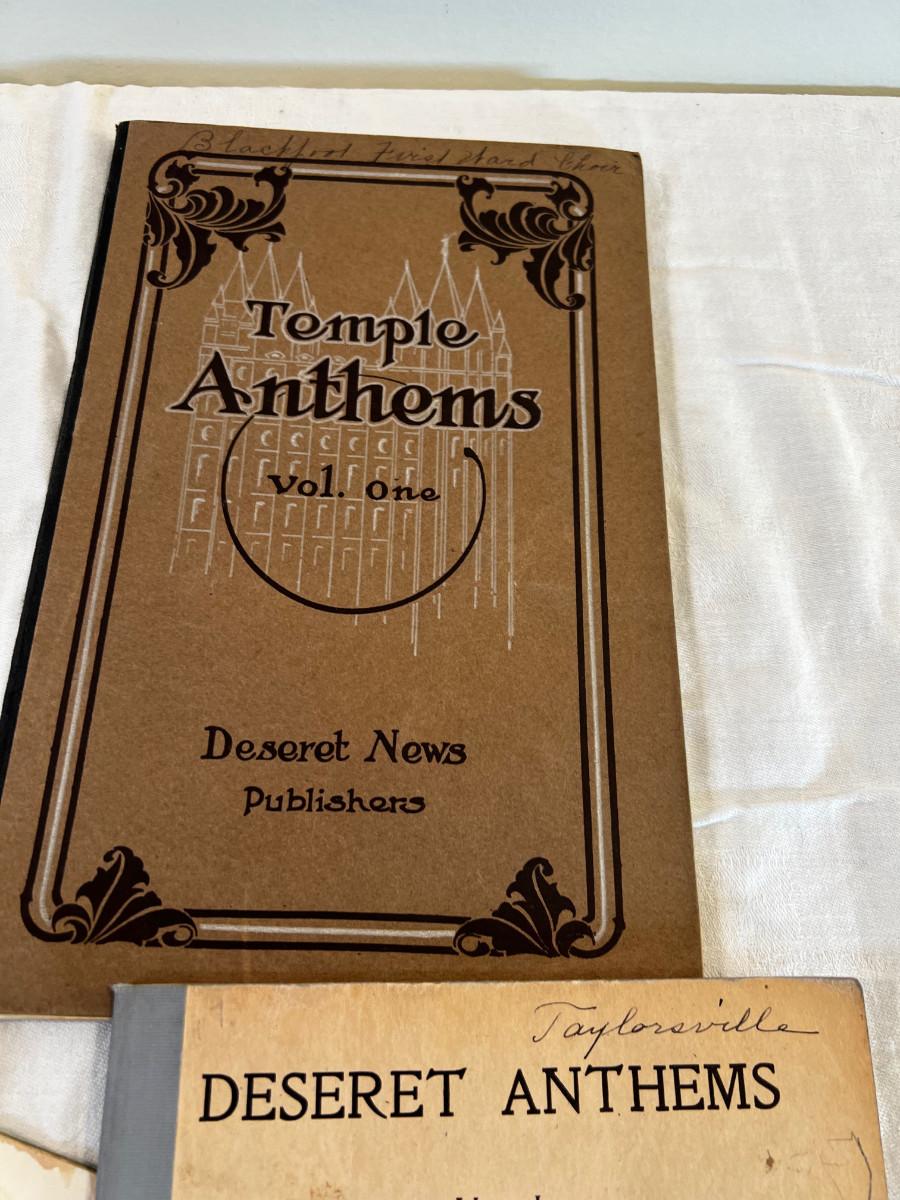 Blackfoot First Ward Choir
Temple
Anthems
Vol. One
Deseret News
Publishers
Taylorsville
DESERET ANTHEMS